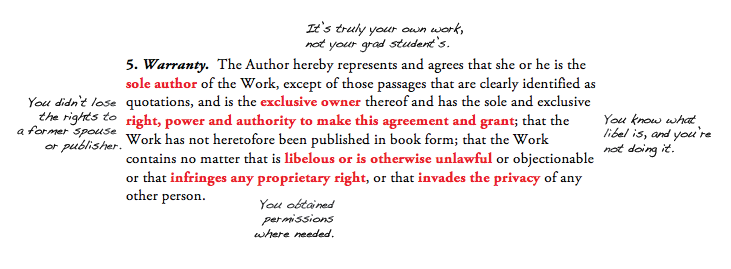 It's truly your own work,
not your grad student's.
5. Warranty. The Author hereby represents and agrees that she or he is the
sole author of the Work, except of those passages that are clearly identified as
quotations, and is the exclusive owner thereof and has the sole and exclusive
right, power and authority to make this agreement and grant; that the
Work has not heretofore been published in book form; that the Work
contains no matter that is libelous or is otherwise unlawful or objectionable
or that infringes any proprietary right, or that invades the privacy of any
other person.
You didn't lose
the rights to
a former spouse
or publisher.
You know what
libel is, and you're
not doing it.
You obtained
permissions
where needed.